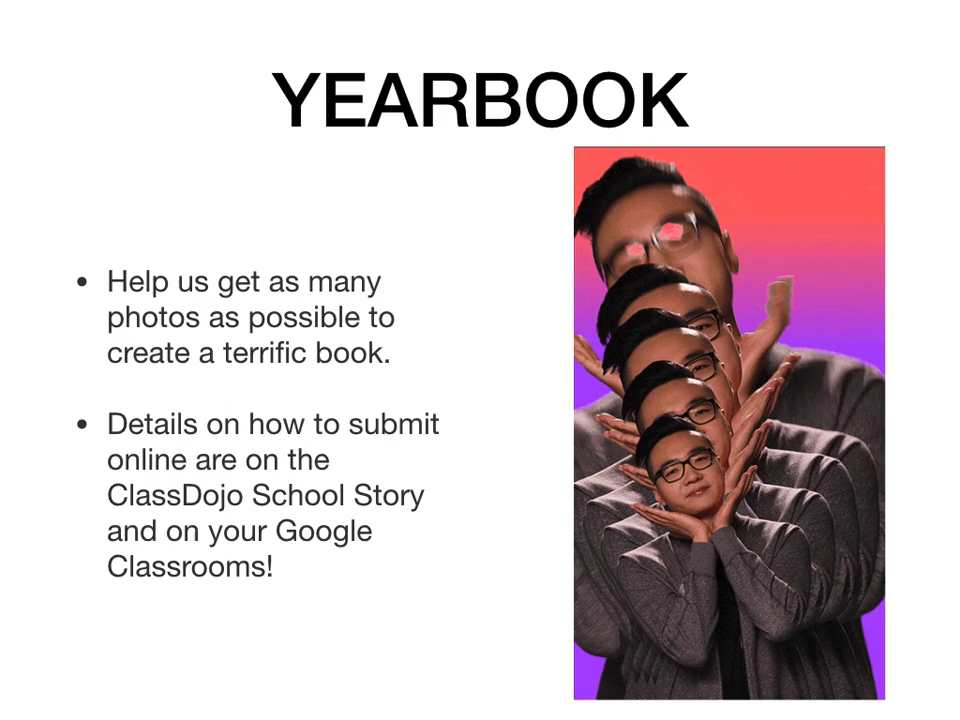 YEARBOOK
• Help us get as many
photos as possible to
create a terrific book.
• Details on how to submit
online are on the
ClassDojo School Story
and on your Google
Classrooms!